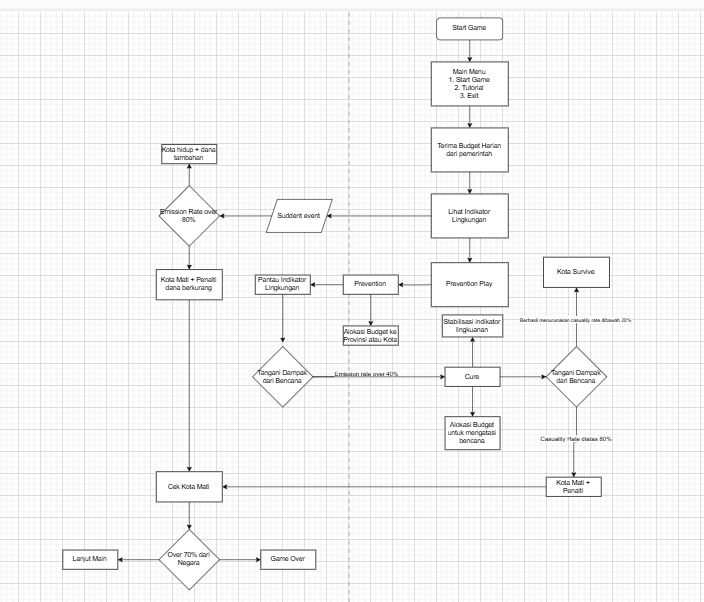 Start Game
Main Menu
1. Start Game
2. Tutorial
3. Exit
Terima Budget Harian
dari pemerintah
Kota hidup + dana
tambahan
Emission Rate over
80%
Suddent event
Lihat Indikator
Lingkungan
Kota Mati + Penalti
dana berkurang
Pantau Indikator
Lingkungan
Prevention
Prevention Play
Kota Survive
Alokasi Budget ke
Provinsi atau Kota
Stabilisasi indikator
lingkuanan
Berhasil menurunakan casuality rate dibawah 20%
Tangani Dampak
dari Bencana
Emission rate over 40%
Cure
Tangani Dampak
dari Bencana
Alokasi Budget
untuk mengatasi
bencana
Casuality Rate diatas 80%
Cek Kota Mati
Kota Mati +
Penalti
Lanjut Main
Over 70% dari
Negara
Game Over